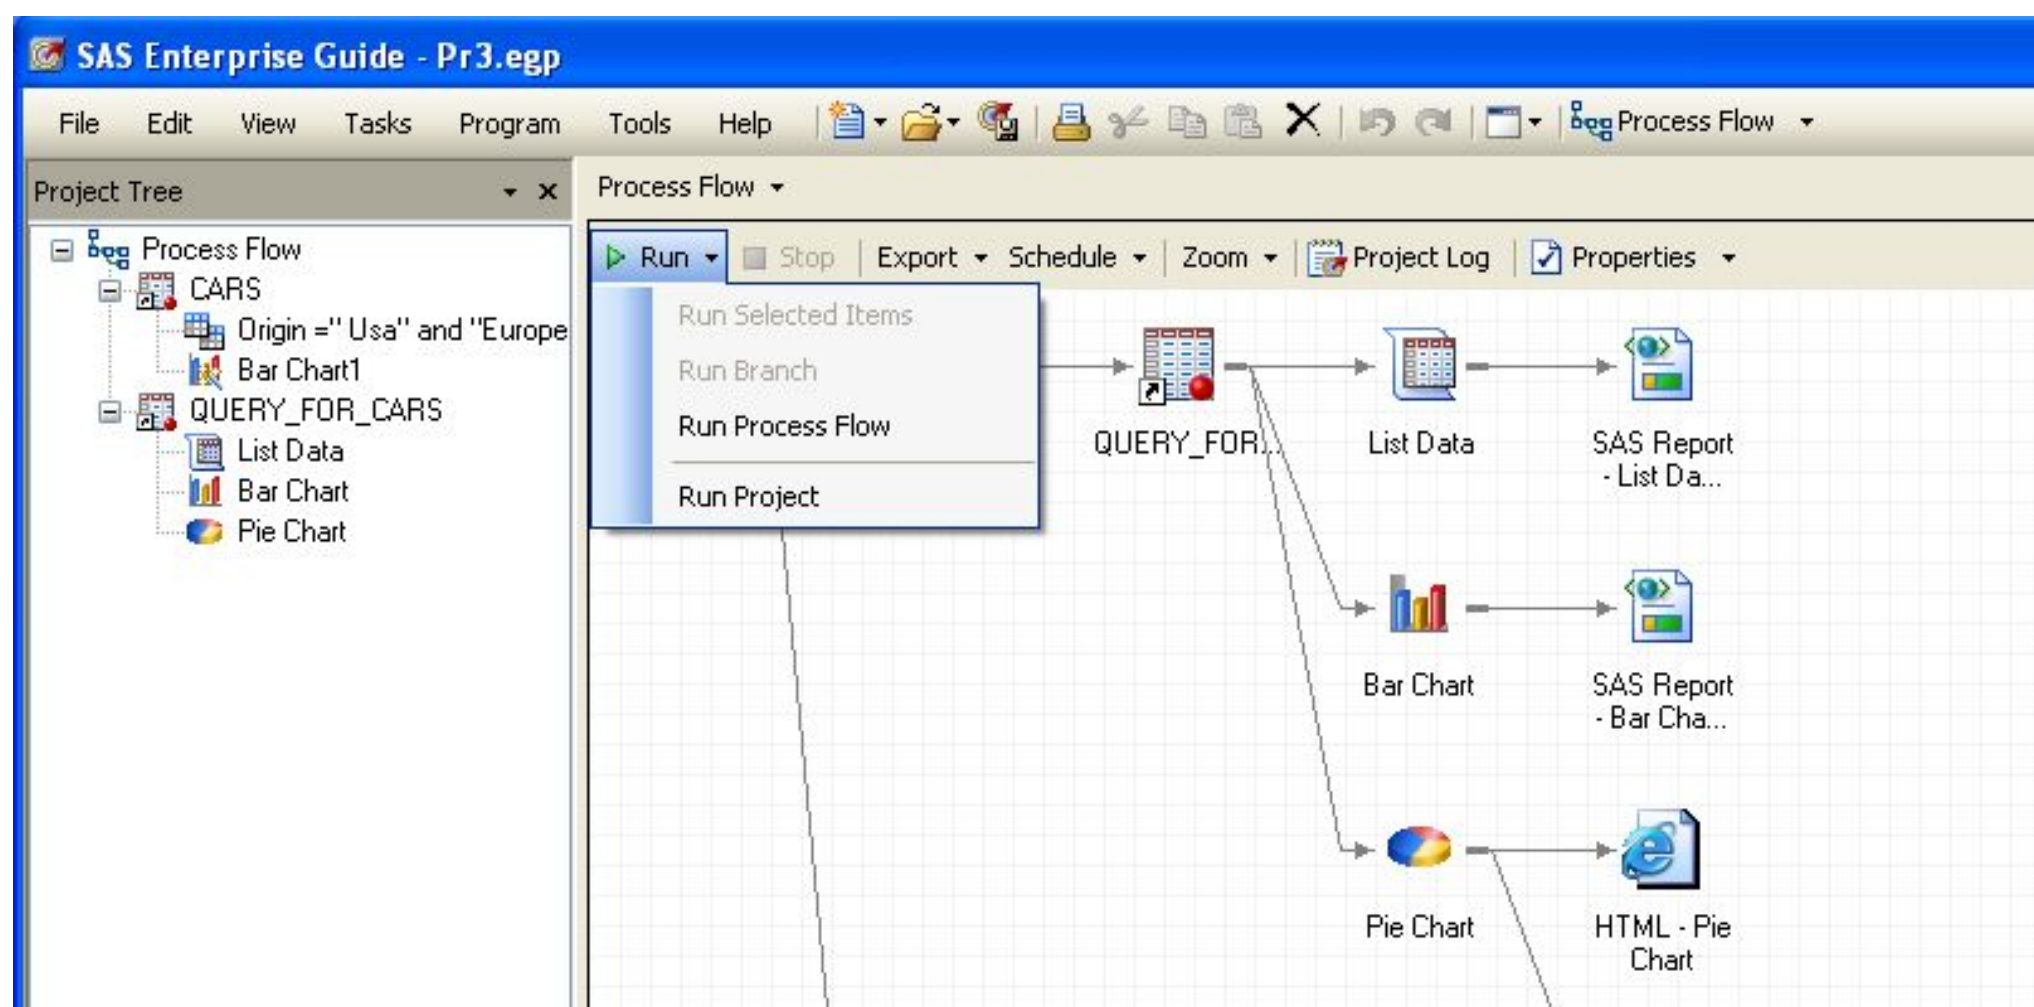 SAS Enterprise Guide - Pr3.egp
File Edit View Tasks Program Tools Help Process Flow
Project Tree
Process Flow
Process Flow
CARS
Origin =" Usa" and "Europe
Bar Chart1
QUERY_FOR_CARS
List Data
Bar Chart
Pie Chart
Run Stop Export Schedule Zoom Project Log Properties
Run Selected Items
Run Branch
Run Process Flow
Run Project
QUERY_FOR...
List Data
SAS Report
- List Da...
Bar Chart
SAS Report
- Bar Cha...
Pie Chart
HTML - Pie
Chart